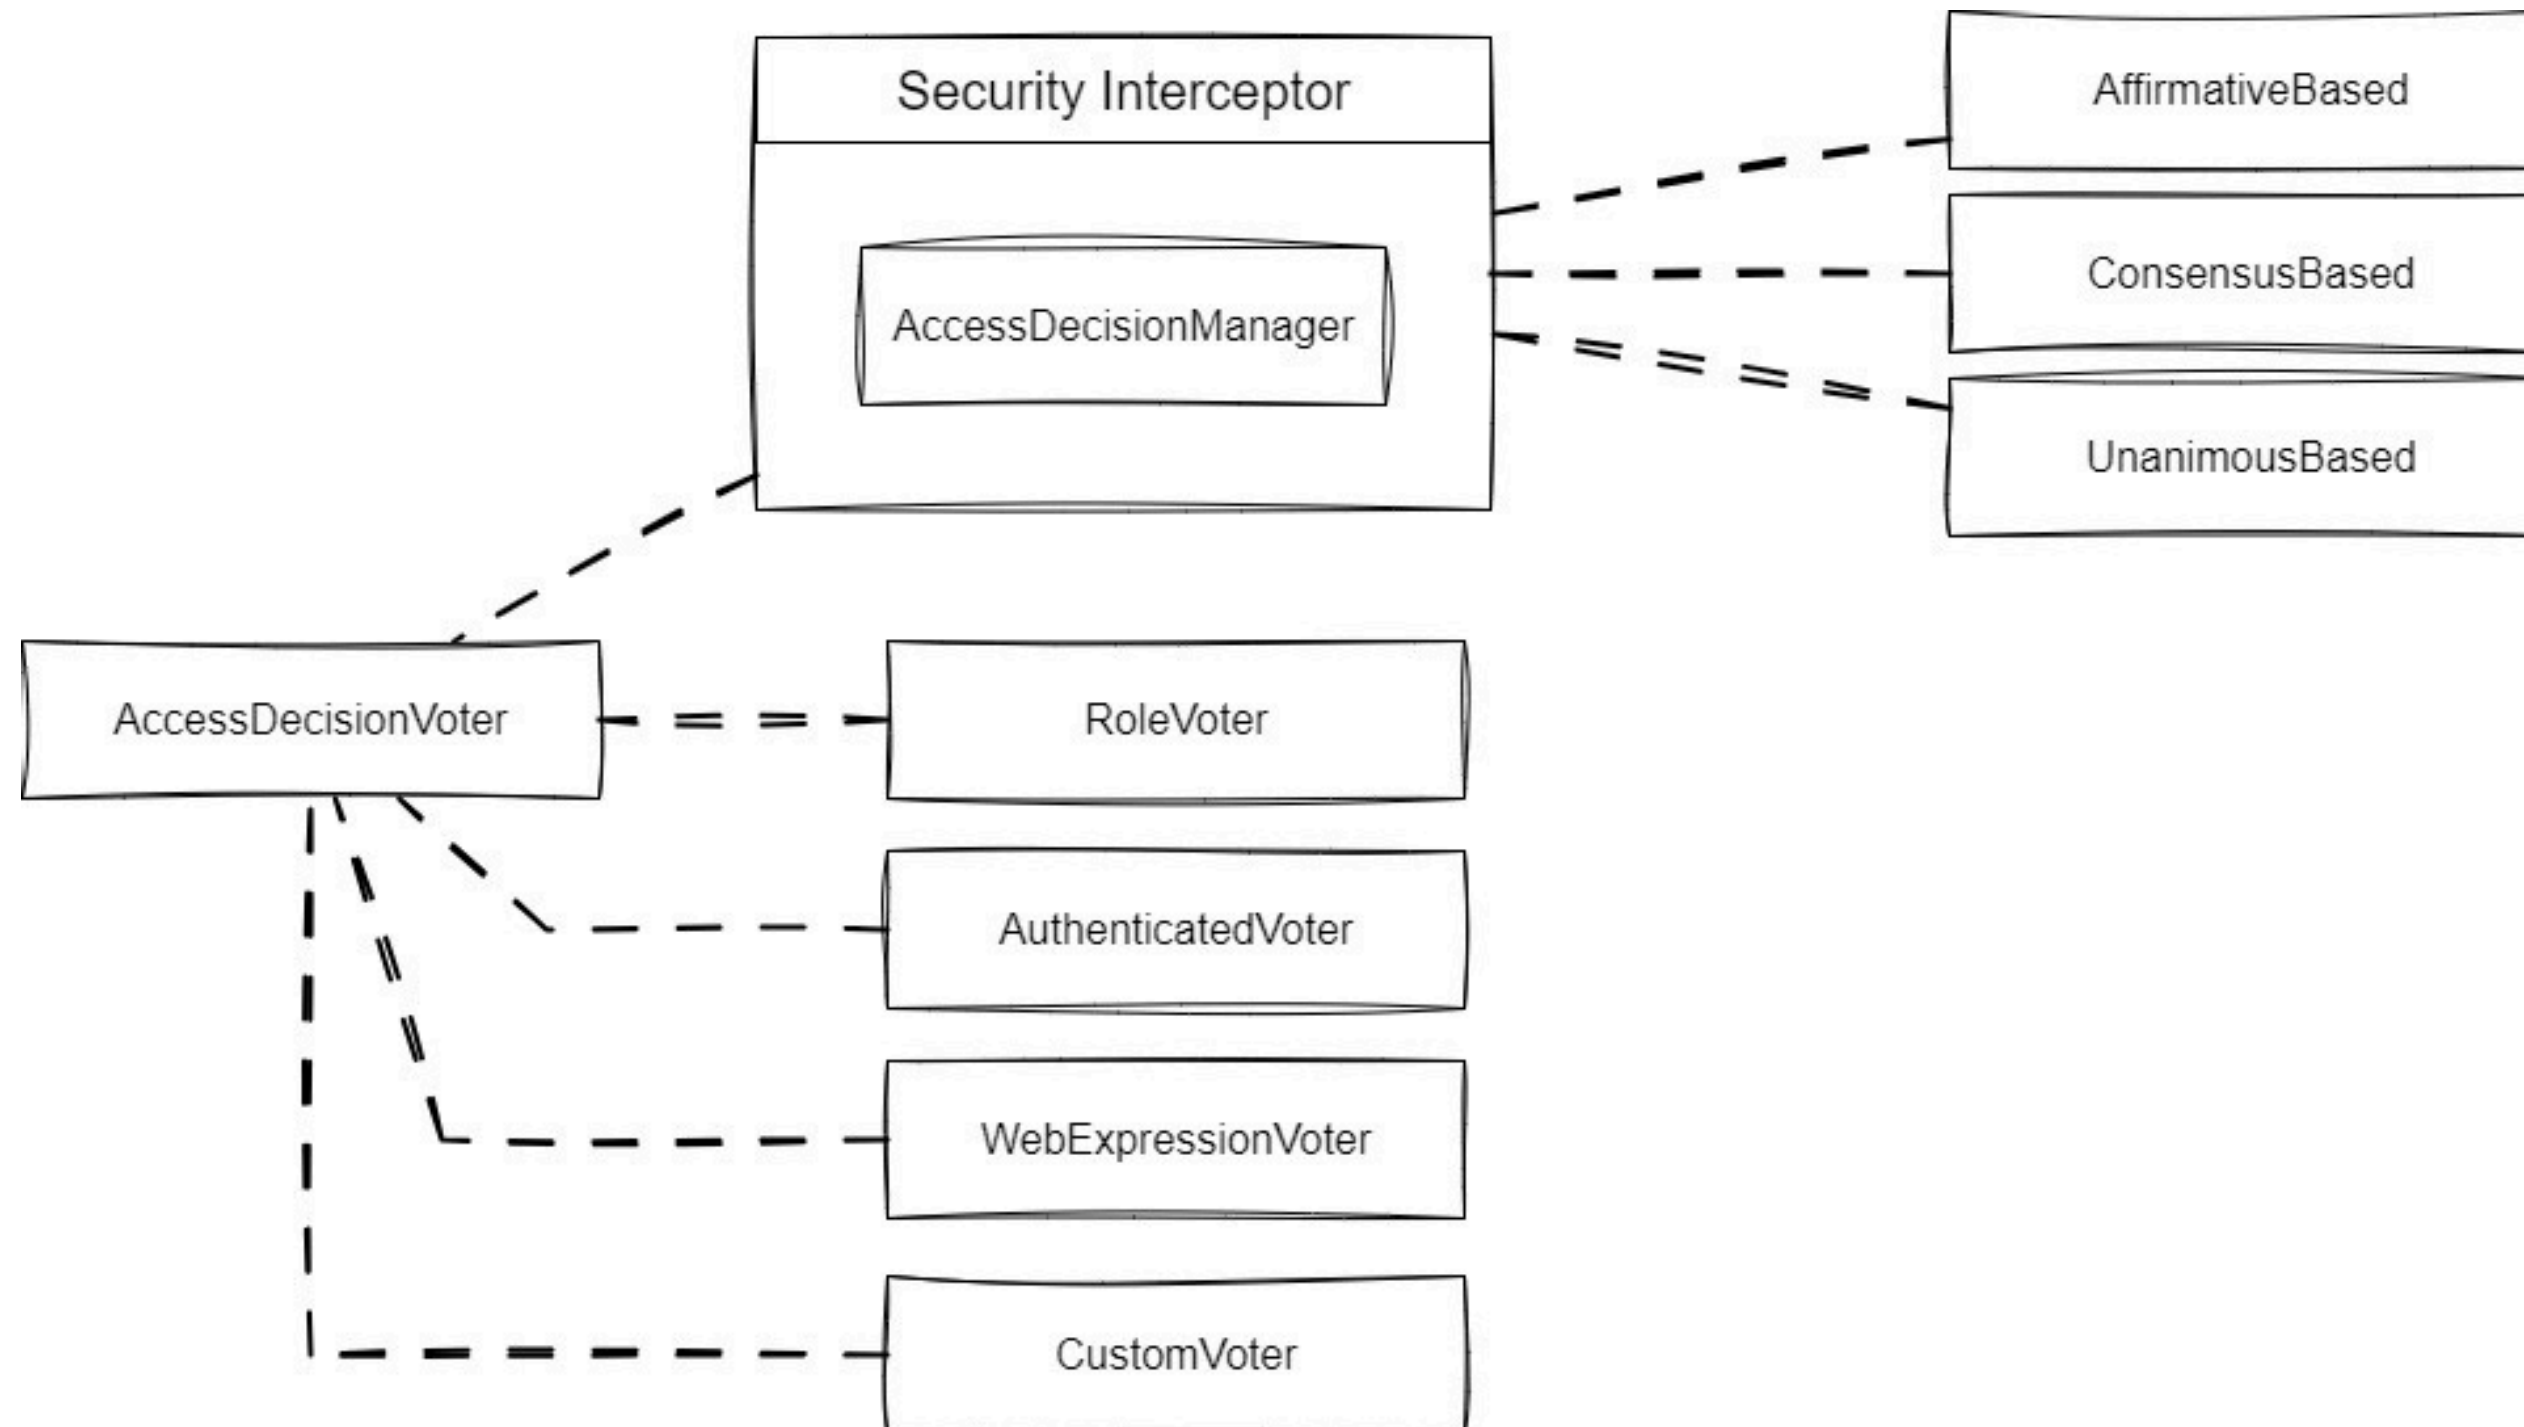 Security Interceptor
AccessDecisionManager
AffirmativeBased
ConsensusBased
UnanimousBased
AccessDecisionVoter
RoleVoter
AuthenticatedVoter
WebExpressionVoter
CustomVoter